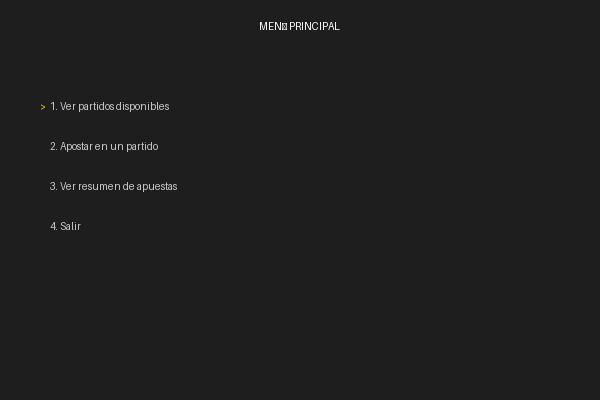 MEN▯ PRINCIPAL
> 1. Ver partidos disponibles
2. Apostar en un partido
3. Ver resumen de apuestas
4. Salir